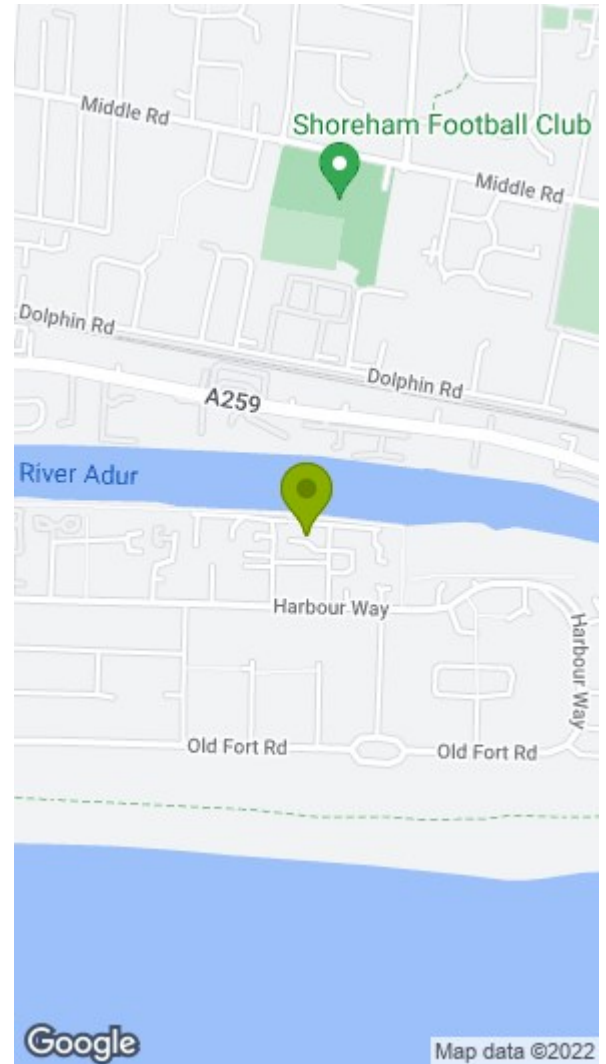 Middle Rd
Shoreham Football Club
Middle Rd
Dolphin Rd
Dolphin Rd
A259
River Adur
Harbour Way
Harbour Way
Old Fort Rd
Old Fort Rd
Google
Map data ©2022